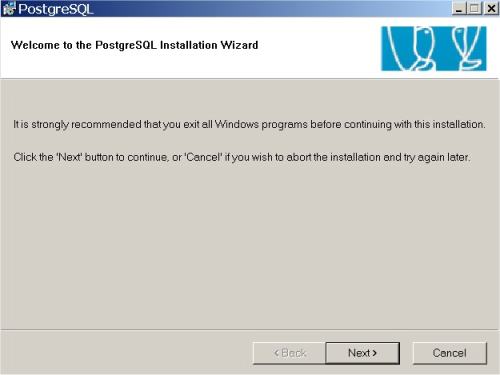 PostgreSQL
Welcome to the PostgreSQL Installation Wizard
It is strongly recommended that you exit all Windows programs before continuing with this installation.
Click the 'Next' button to continue, or 'Cancel' if you wish to abort the installation and try again later.
< Back
Next >
Cancel